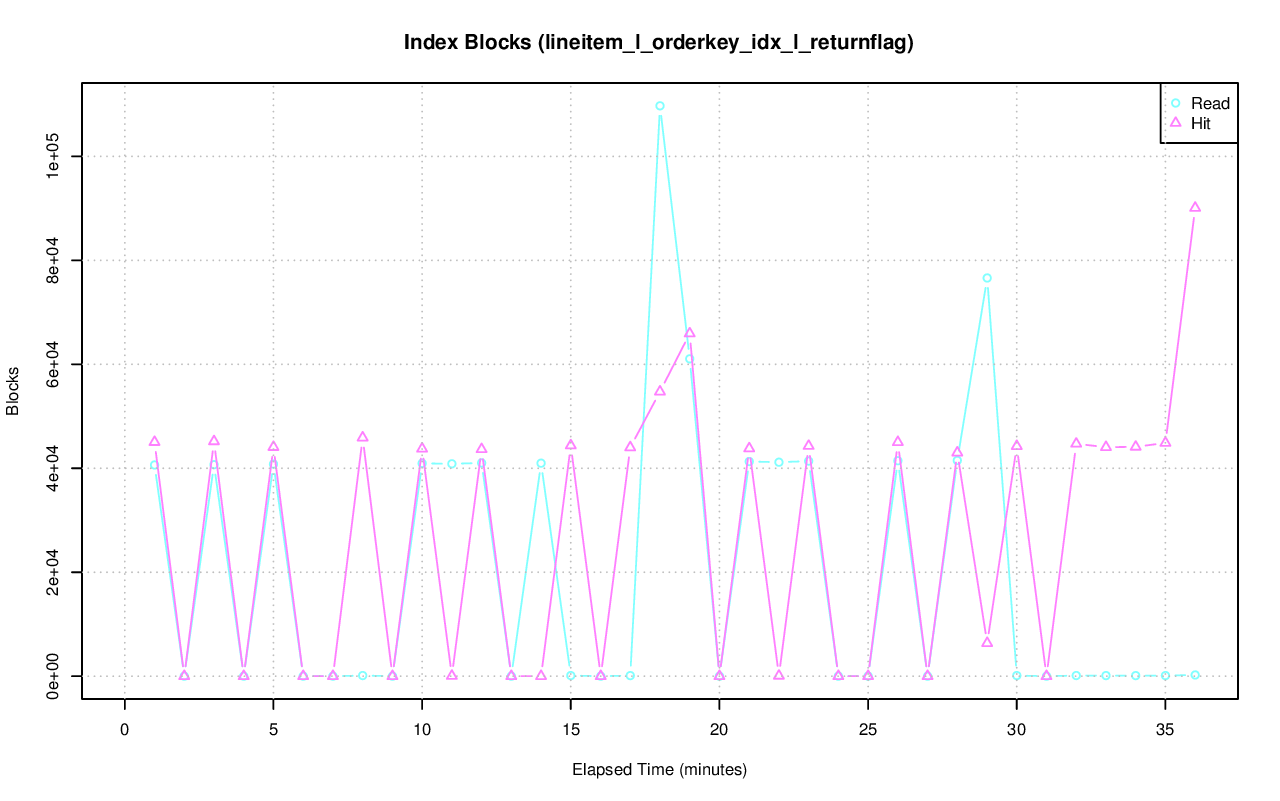 Index Blocks (lineitem_l_orderkey_idx_l_returnflag)
Read
Hit
Blocks
1e+05
8e+04
6e+04
4e+04
2e+04
0e+00
0 5 10 15 20 25 30 35
Elapsed Time (minutes)